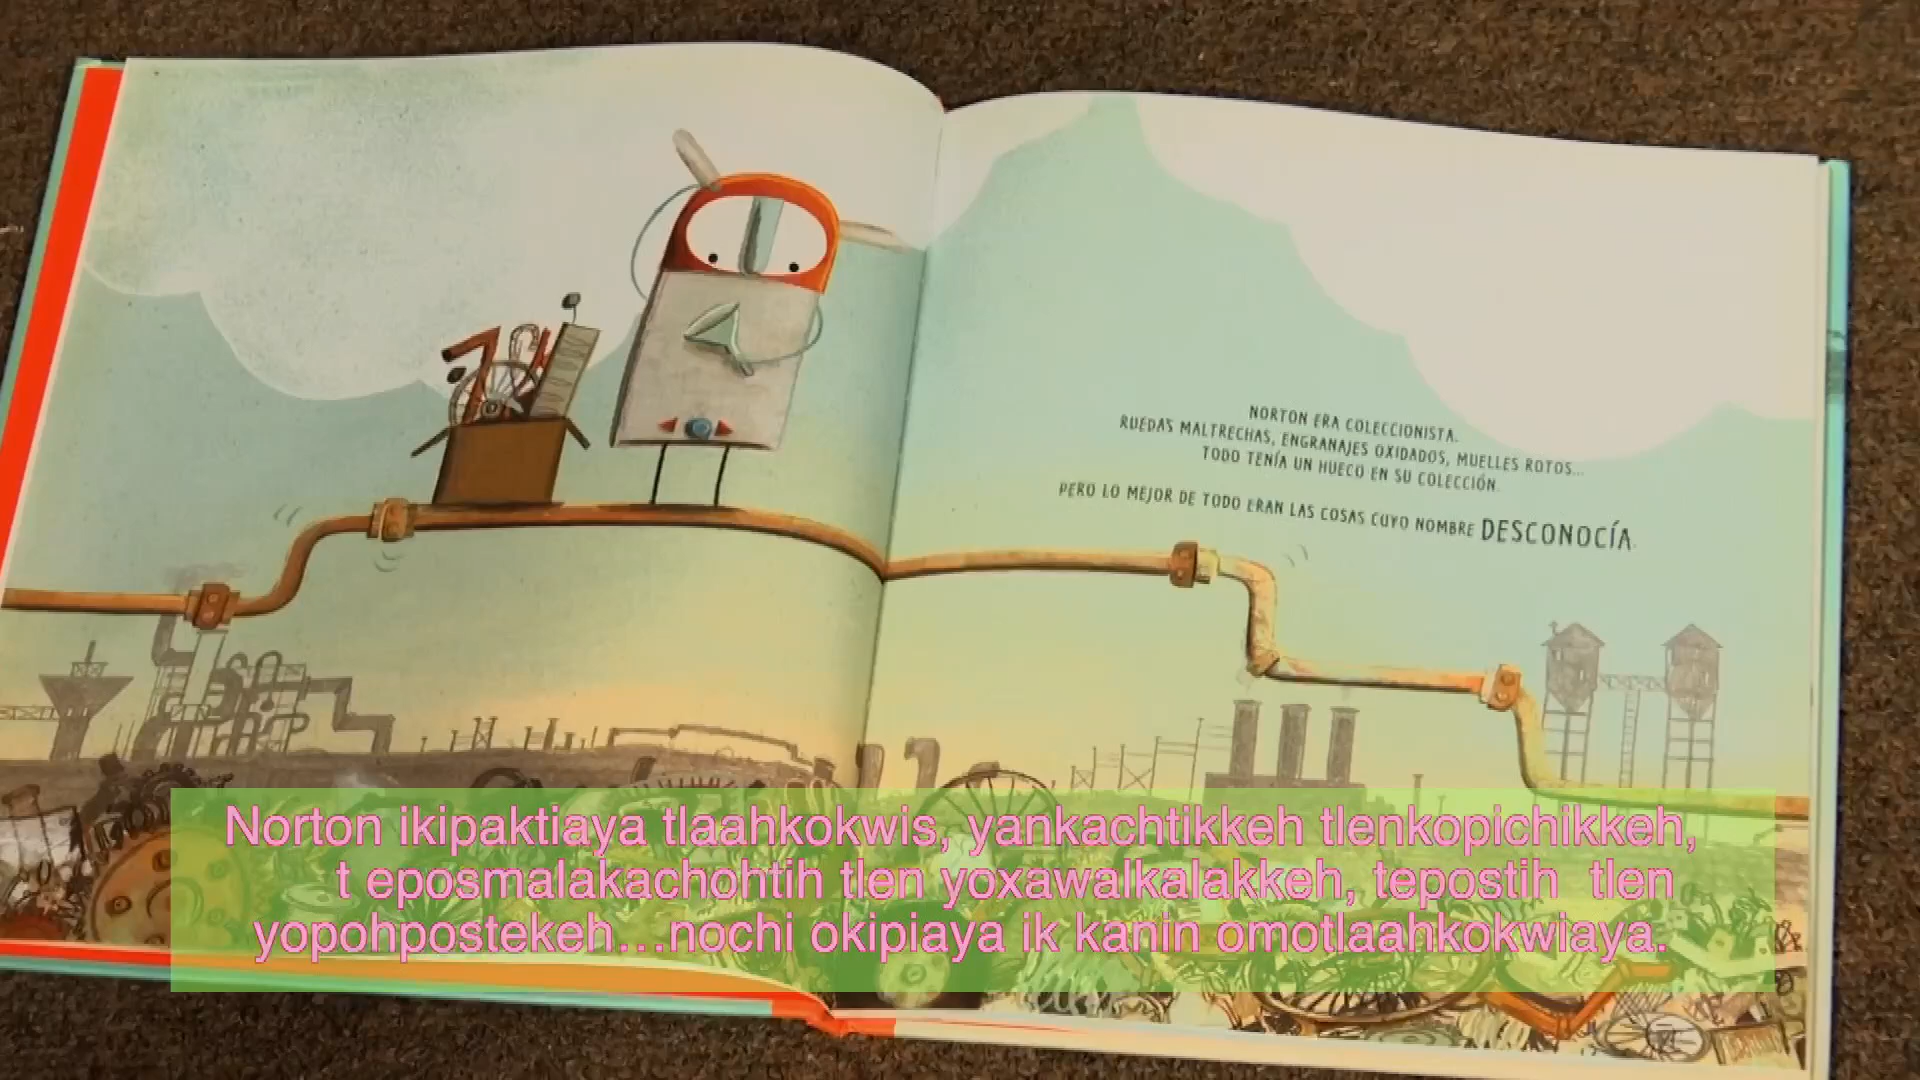 NORTON ERA COLECCIONISTA.
RUEDAS MALTRECHAS, ENGRANAJES OXIDADOS, MUELLES ROTOS...
TODO TENÍA UN HUECO EN SU COLECCIÓN.
PERO LO MEJOR DE TODO ERAN LAS COSAS CUYO NOMBRE DESCONOCÍA.
Norton ikipaktiaya tlaahkokwis, yankachtikkeh tlenkopichikkeh,
t eposmalakachohtih tlen yoxawalkalakkeh, tepostih  tlen
yopohpostekeh…nochi okipiaya ik kanin omotlaahkokwiaya.